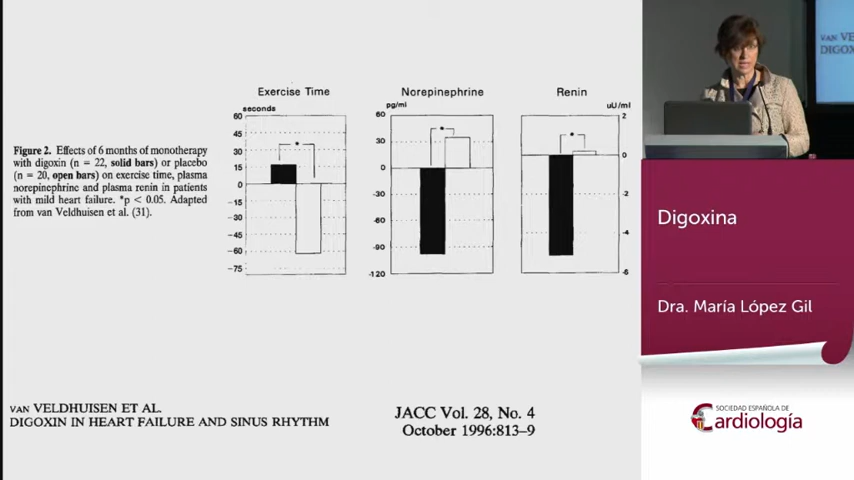 Exercise Time
Norepinephrine
Renin
seconds
pg/ml
uU/ml
60
45
30
15
0
-15
-30
-45
-60
-75
*
60
30
0
-30
-60
-90
-120
*
2
0
-2
-4
-6
*
Figure 2. Effects of 6 months of monotherapy
with digoxin (n = 22, solid bars) or placebo
(n = 20, open bars) on exercise time, plasma
norepinephrine and plasma renin in patients
with mild heart failure. *p < 0.05. Adapted
from van Veldhuisen et al. (31).
VAN VELDHUISEN ET AL.
DIGOXIN IN HEART FAILURE AND SINUS RHYTHM
JACC Vol. 28, No. 4
October 1996:813–9
VAN VE
DIGOX
Digoxina
Dra. María López Gil
SOCIEDAD ESPAÑOLA DE
Cardiología